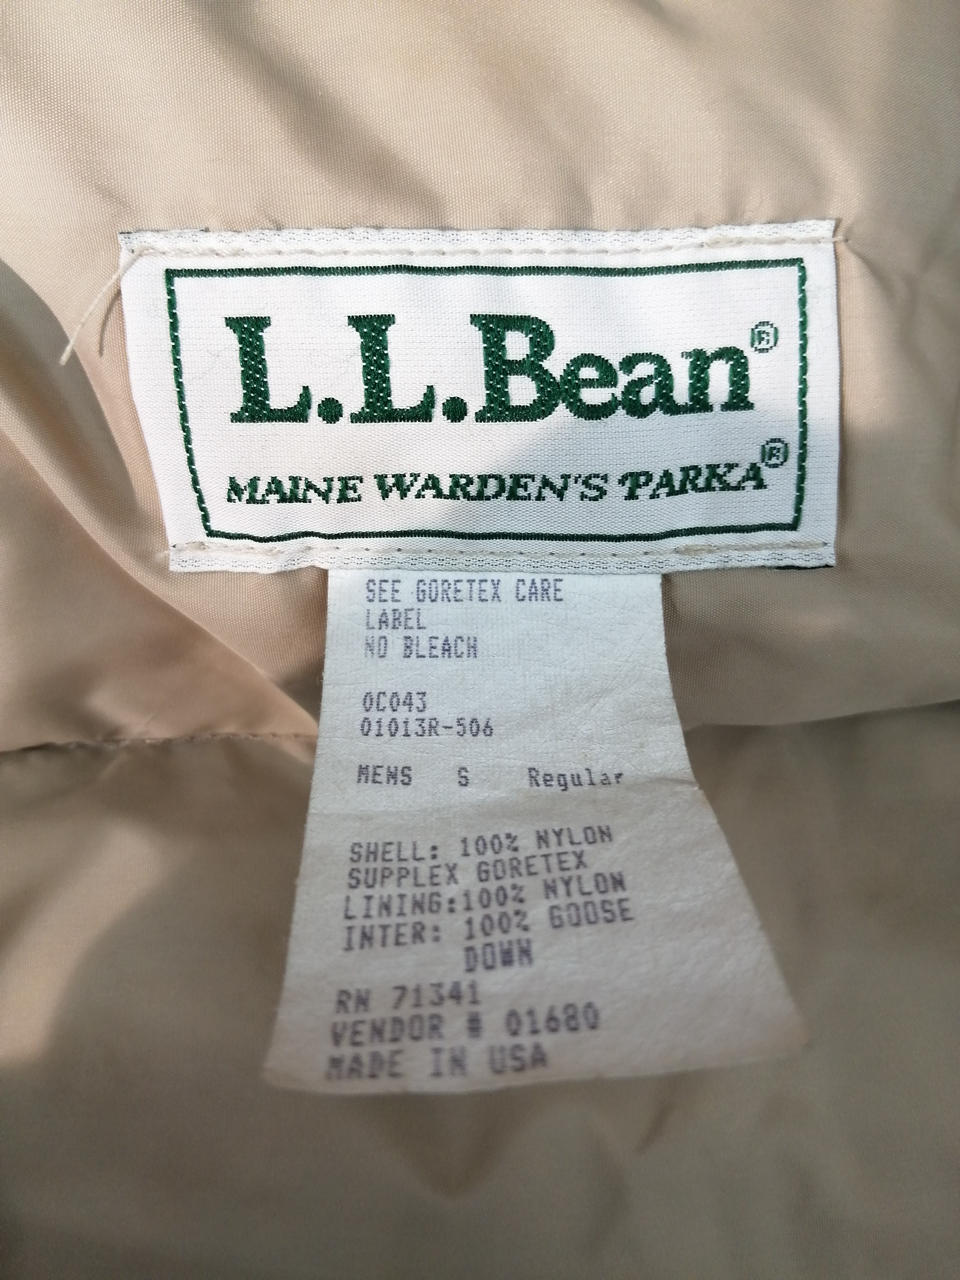 L.L.Bean®
MAINE WARDEN'S PARKA®
SEE GORETEX CARE
LABEL
NO BLEACH
0C043
01013R-506
MENS S Regular
SHELL: 100% NYLON
SUPPLEX GORETEX
LINING:100% NYLON
INTER: 100% GOOSE
DOWN
RN 71341
VENDOR # 01680
MADE IN USA